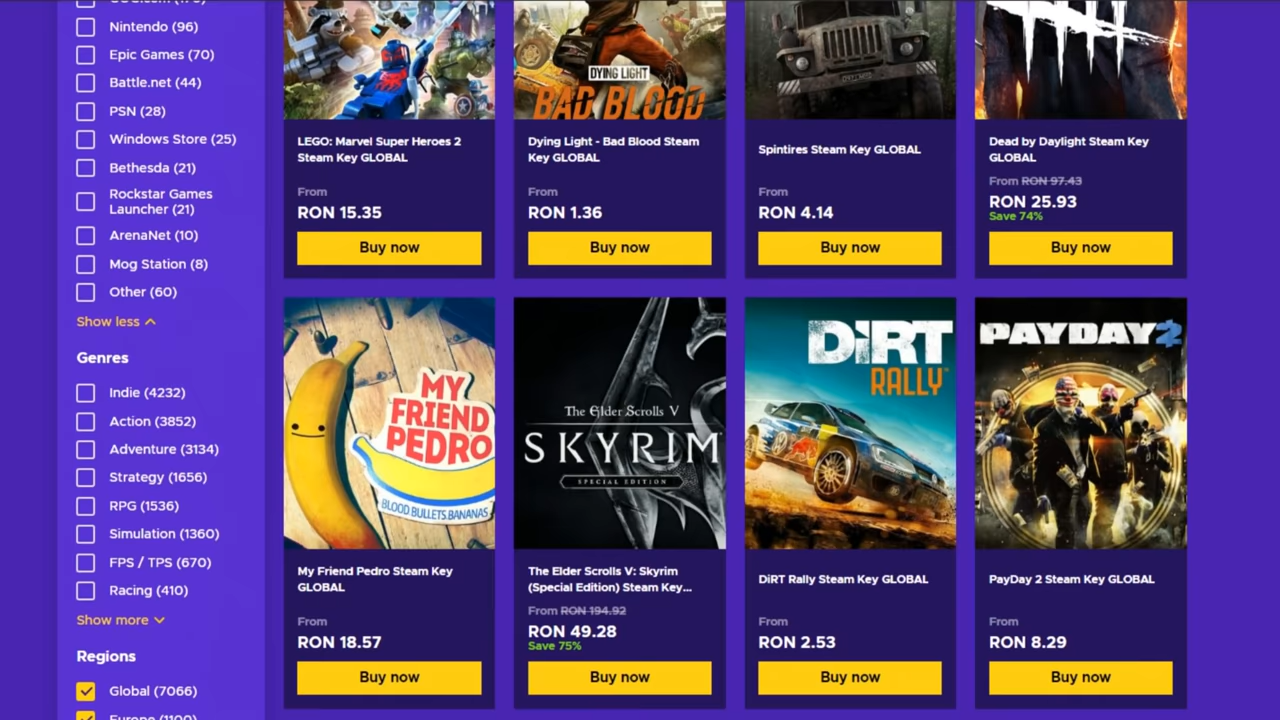 Nintendo (96)
Epic Games (70)
Battle.net (44)
PSN (28)
Windows Store (25)
Bethesda (21)
Rockstar Games
Launcher (21)
ArenaNet (10)
Mog Station (8)
Other (60)
Show less
Genres
Indie (4232)
Action (3852)
Adventure (3134)
Strategy (1656)
RPG (1536)
Simulation (1360)
FPS / TPS (670)
Racing (410)
Show more
Regions
Global (7066)
Europe (1100)
LEGO: Marvel Super Heroes 2
Steam Key GLOBAL
From
RON 15.35
Buy now
DYING LIGHT
BAD BLOOD
Dying Light - Bad Blood Steam
Key GLOBAL
From
RON 1.36
Buy now
Spintires Steam Key GLOBAL
From
RON 4.14
Buy now
Dead by Daylight Steam Key
GLOBAL
From RON 97.43
RON 25.93
Save 74%
Buy now
MY
FRIEND
PEDRO
BLOOD BULLETS BANANAS
My Friend Pedro Steam Key
GLOBAL
From
RON 18.57
Buy now
The Elder Scrolls V
SKYRIM
SPECIAL EDITION
The Elder Scrolls V: Skyrim
(Special Edition) Steam Key...
From RON 194.92
RON 49.28
Save 75%
Buy now
DiRT
RALLY
DiRT Rally Steam Key GLOBAL
From
RON 2.53
Buy now
PAYDAY 2
PayDay 2 Steam Key GLOBAL
From
RON 8.29
Buy now